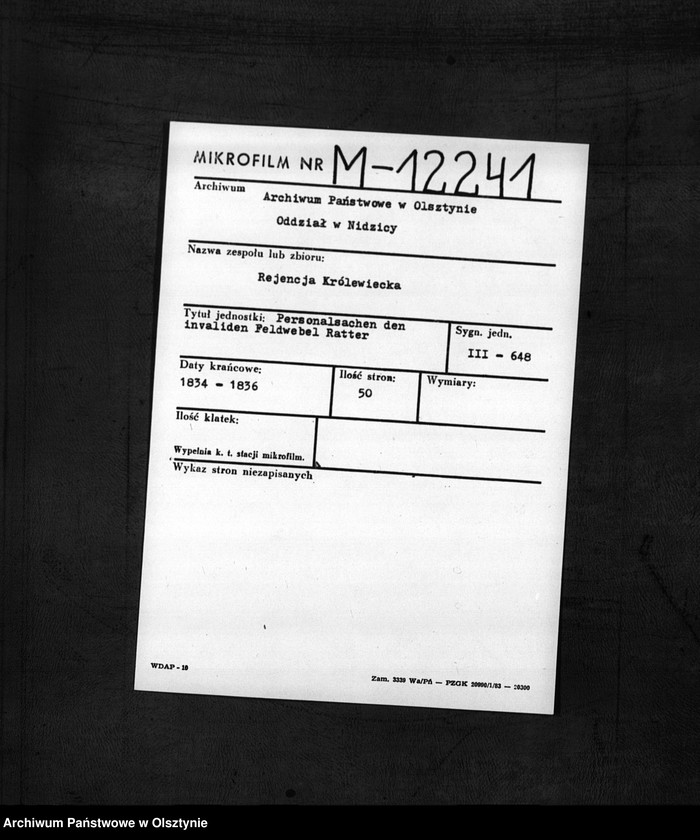 MIKROFILM NR M-12241
Archiwum
Archiwum Państwowe w Olsztynie
Oddział w Nidzicy
Nazwa zespołu lub zbioru:
Rejencja Królewiecka
Tytuł jednostki: Personalsachen den
invaliden Feldwebel Ratter
Sygn. jedn.
III - 648
Daty krańcowe:
1834 - 1836
Ilość stron:
50
Wymiary:
Ilość klatek:
Wypełnia k. t. stacji mikrofilm.
Wykaz stron niezapisanych
WDAP - 10
Zam. 3339 Wa/Pń — PZGK 20900/1/83 — 20300
Archiwum Państwowe w Olsztynie